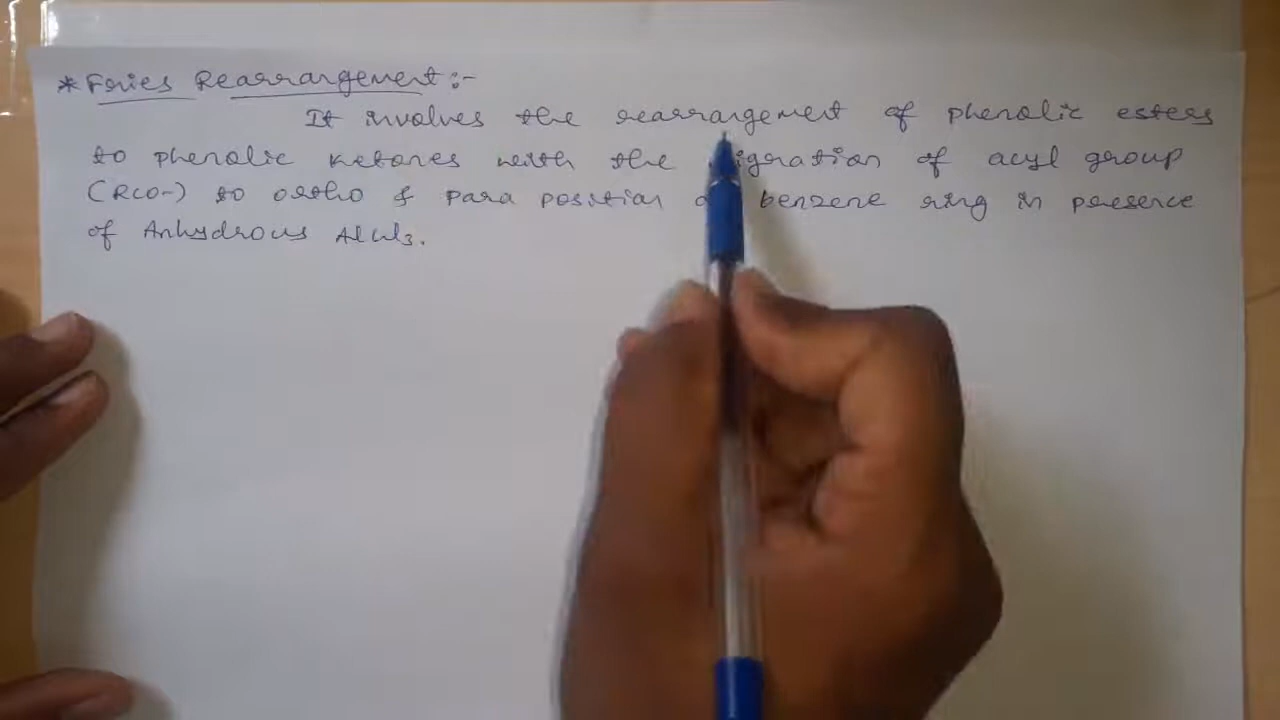 * Fries Rearrangement :-
It involves the rearrangement of phenolic esters
to phenolic ketones with the migration of acyl group
(RCO-) to ortho & para position benzene ring in presence
of Anhydrous AlCl3.